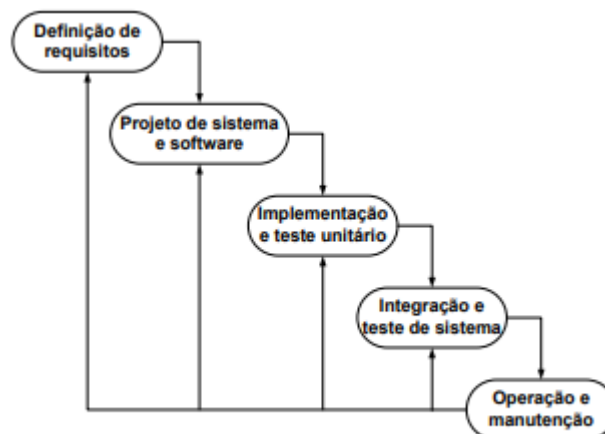 Definição de
requisitos
Projeto de sistema
e software
Implementação
e teste unitário
Integração e
teste de sistema
Operação e
manutenção